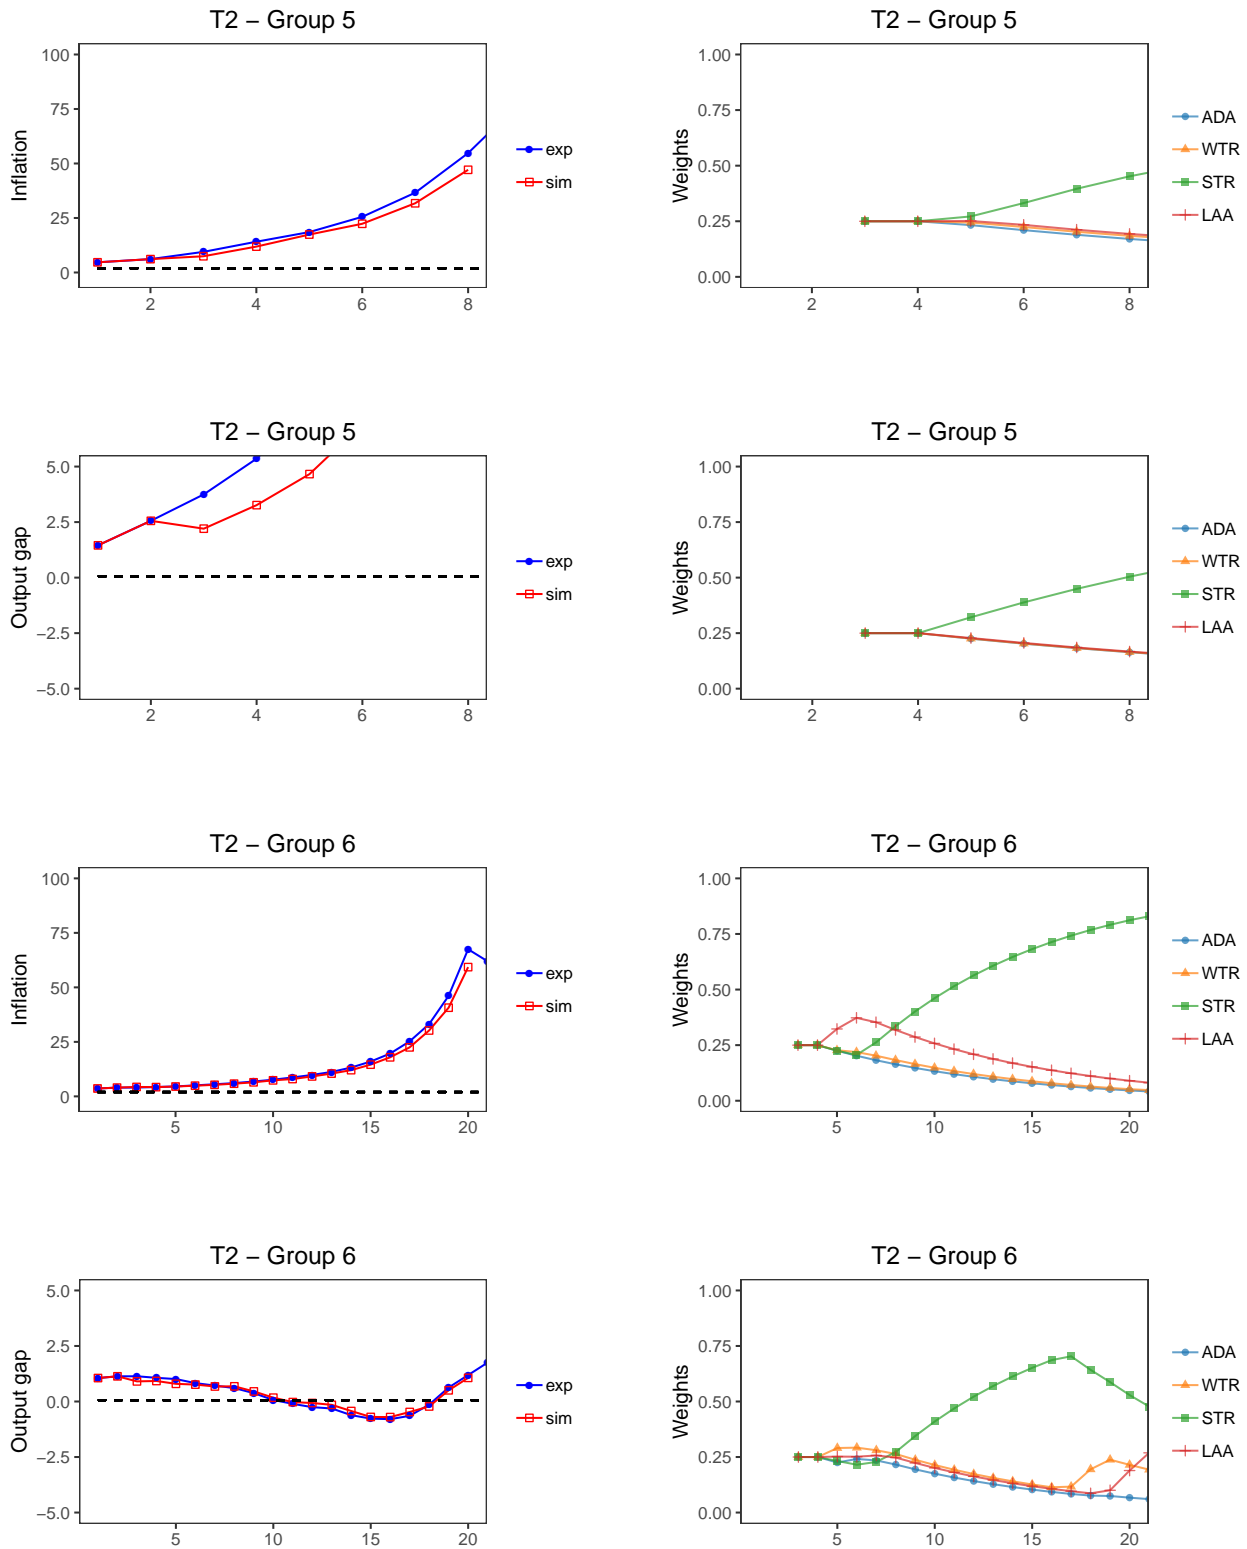 T2 – Group 5
Inflation
100
75
50
25
0
2
4
6
8
exp
sim
T2 – Group 5
Weights
1.00
0.75
0.50
0.25
0.00
2
4
6
8
ADA
WTR
STR
LAA
T2 – Group 5
Output gap
5.0
2.5
0.0
−2.5
−5.0
2
4
6
8
exp
sim
T2 – Group 5
Weights
1.00
0.75
0.50
0.25
0.00
2
4
6
8
ADA
WTR
STR
LAA
T2 – Group 6
Inflation
100
75
50
25
0
5
10
15
20
exp
sim
T2 – Group 6
Weights
1.00
0.75
0.50
0.25
0.00
5
10
15
20
ADA
WTR
STR
LAA
T2 – Group 6
Output gap
5.0
2.5
0.0
−2.5
−5.0
5
10
15
20
exp
sim
T2 – Group 6
Weights
1.00
0.75
0.50
0.25
0.00
5
10
15
20
ADA
WTR
STR
LAA